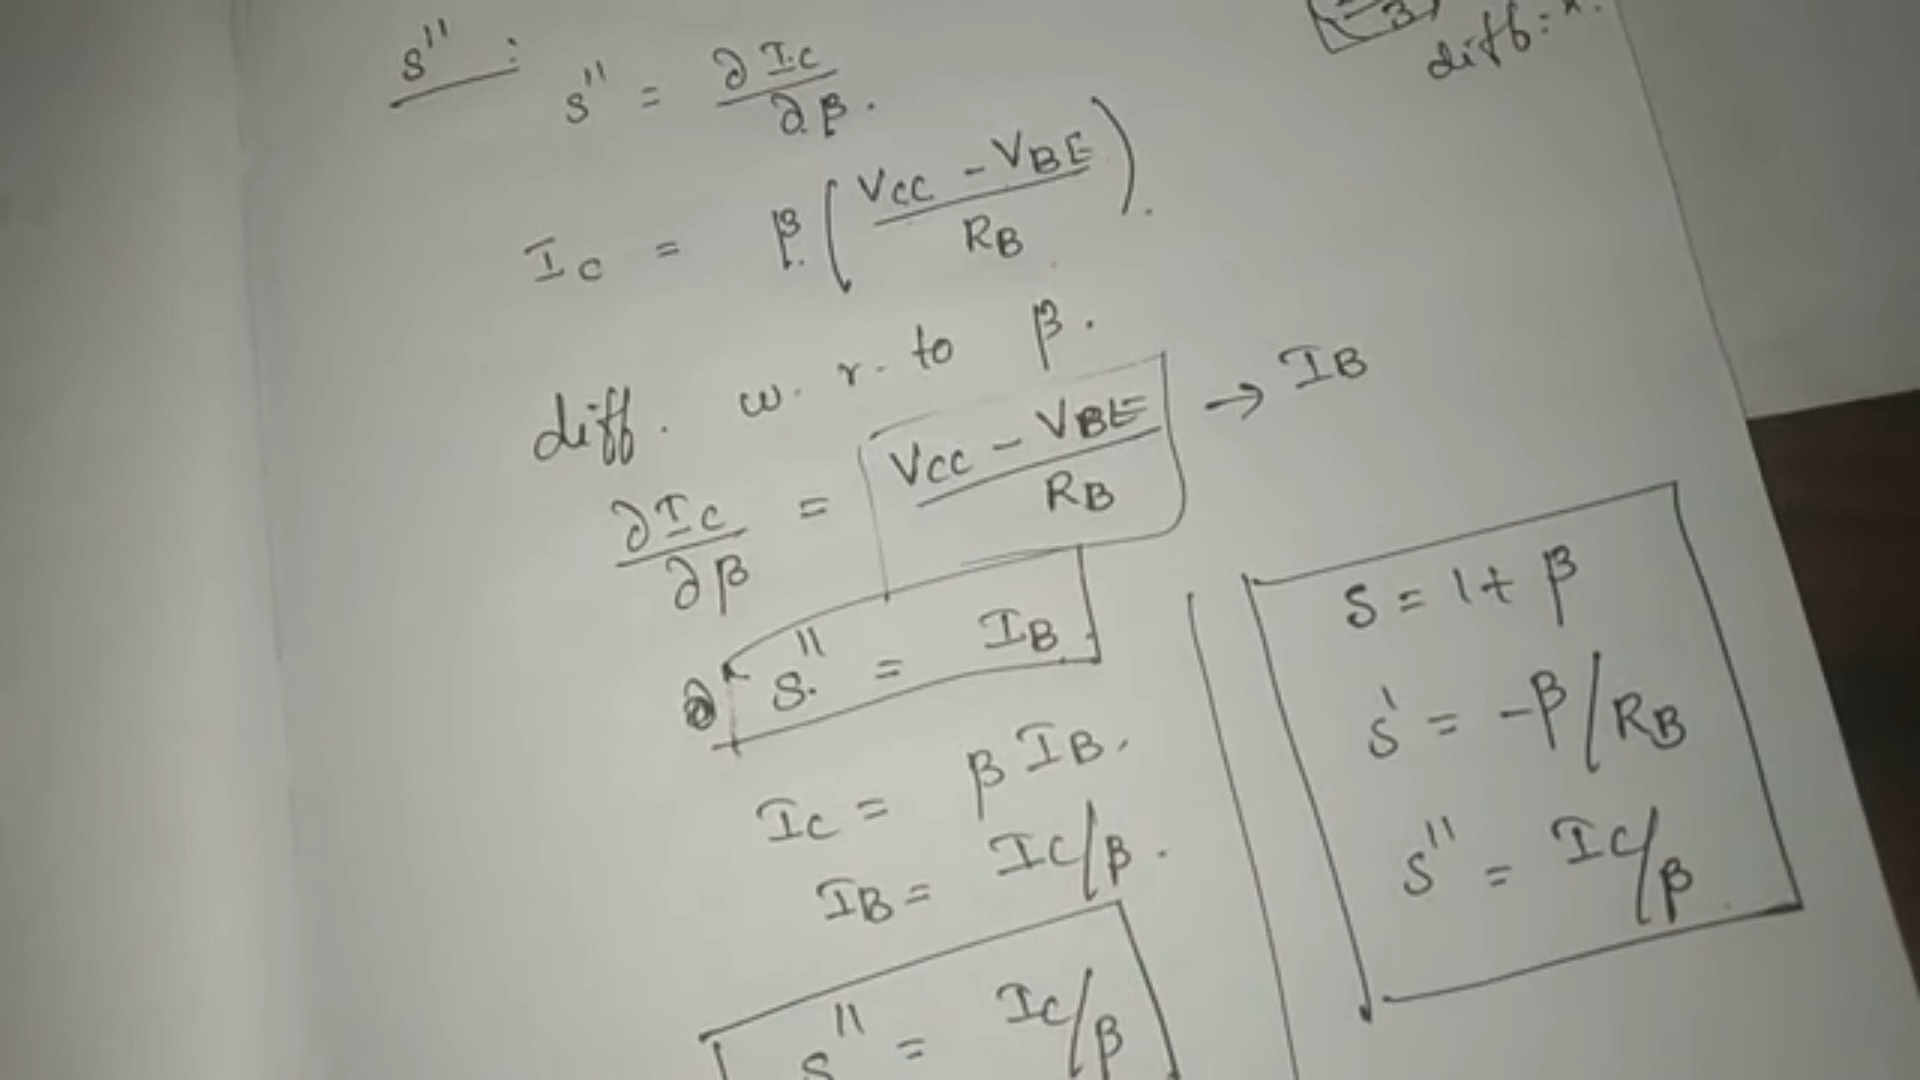 S'' : S'' = ∂IC/∂β.
IC = β(VCC - VBE/RB).
diff. w. r. to β.
∂IC/∂β = VCC - VBE/RB → IB
S'' = IB
IC = β IB.
IB = IC/β.
S'' = IC/β
S = 1 + β
S' = -β/RB
S'' = IC/β